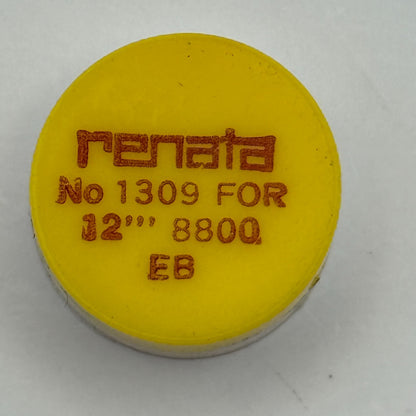 renata
No 1309 FOR
12''' 8800
EB